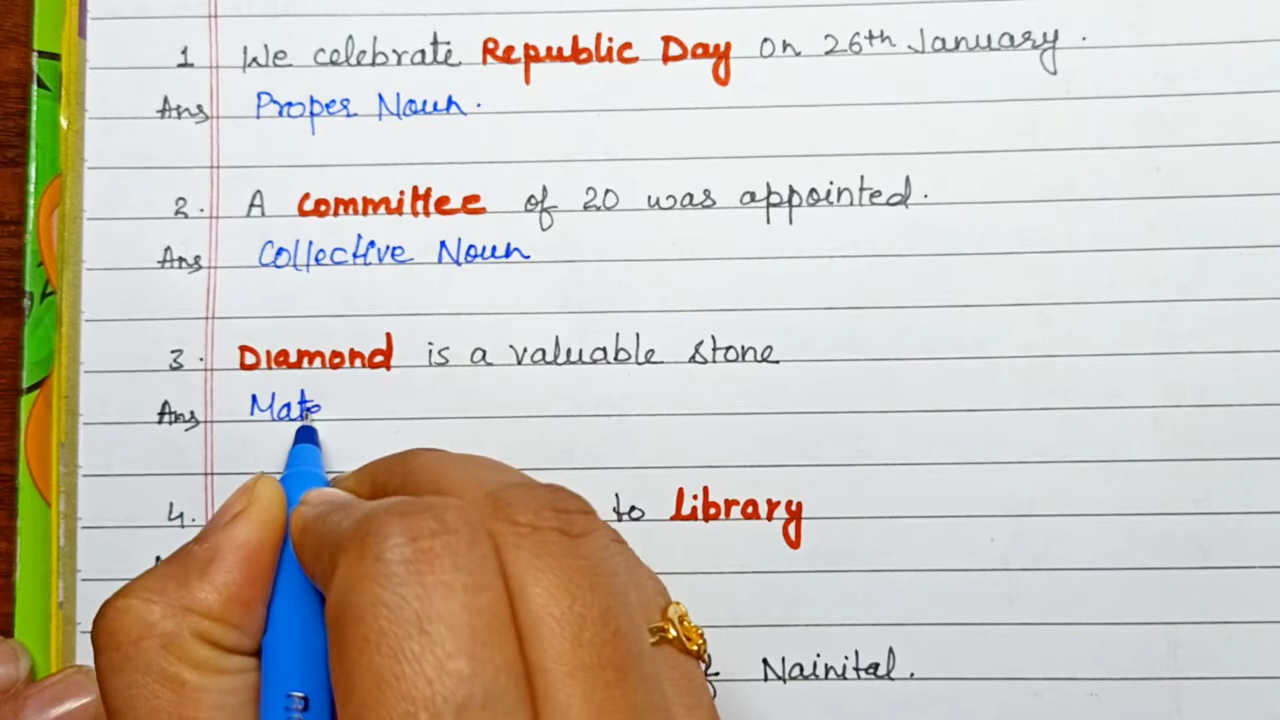 1 We celebrate Republic Day on 26th January.
Ans Proper Noun.
2. A committee of 20 was appointed.
Ans Collective Noun
3. Diamond is a valuable stone
Ans Mate
4. to Library
Nainital.